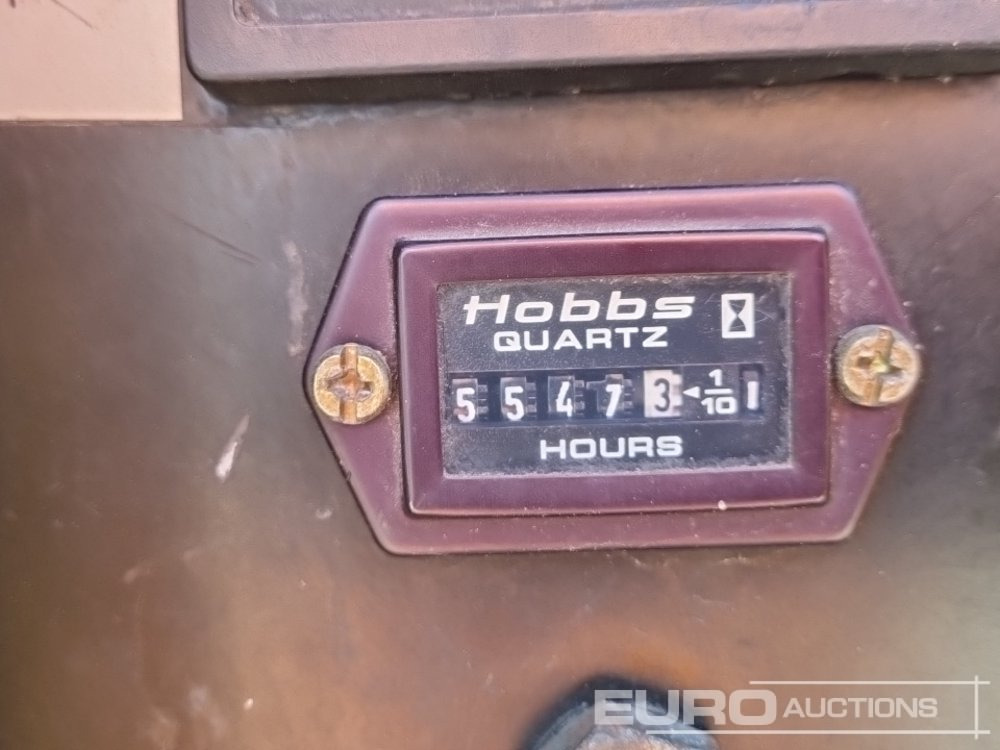 Hobbs
QUARTZ
5 5 4 7 3 ◄ 1/10
HOURS
EURO AUCTIONS